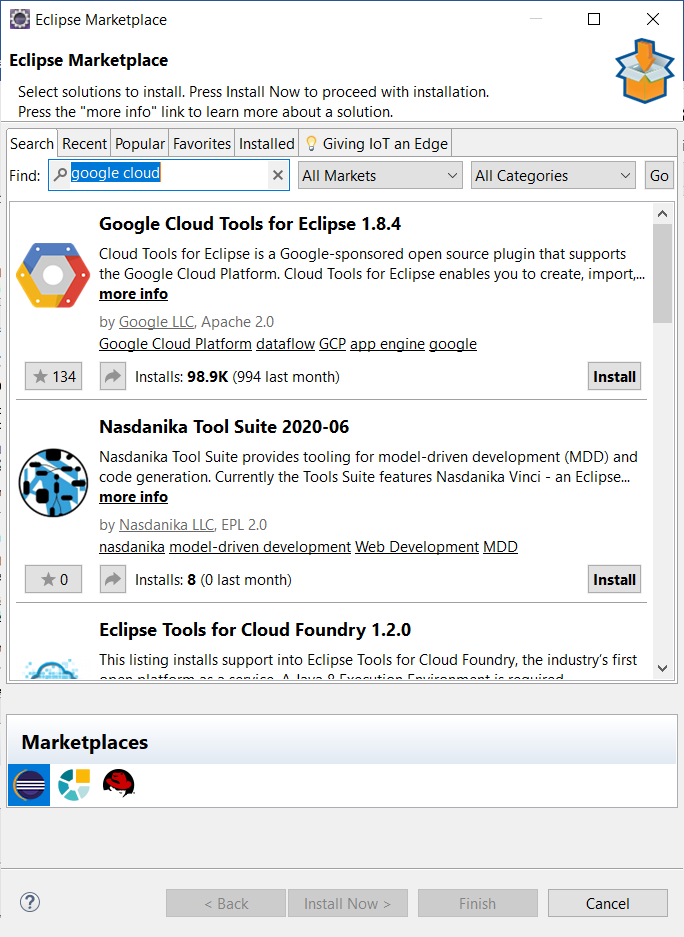 Eclipse Marketplace
Eclipse Marketplace
Select solutions to install. Press Install Now to proceed with installation.
Press the "more info" link to learn more about a solution.
Search Recent Popular Favorites Installed Giving IoT an Edge
Find: google cloud All Markets All Categories Go
Google Cloud Tools for Eclipse 1.8.4
Cloud Tools for Eclipse is a Google-sponsored open source plugin that supports
the Google Cloud Platform. Cloud Tools for Eclipse enables you to create, import,...
more info
by Google LLC, Apache 2.0
Google Cloud Platform dataflow GCP app engine google
134 Installs: 98.9K (994 last month) Install
Nasdanika Tool Suite 2020-06
Nasdanika Tool Suite provides tooling for model-driven development (MDD) and
code generation. Currently the Tools Suite features Nasdanika Vinci - an Eclipse...
more info
by Nasdanika LLC, EPL 2.0
nasdanika model-driven development Web Development MDD
0 Installs: 8 (0 last month) Install
Eclipse Tools for Cloud Foundry 1.2.0
This listing installs support into Eclipse Tools for Cloud Foundry, the industry's first
open platform as a service. A Java 8 Execution Environment is required
Marketplaces
? < Back Install Now > Finish Cancel